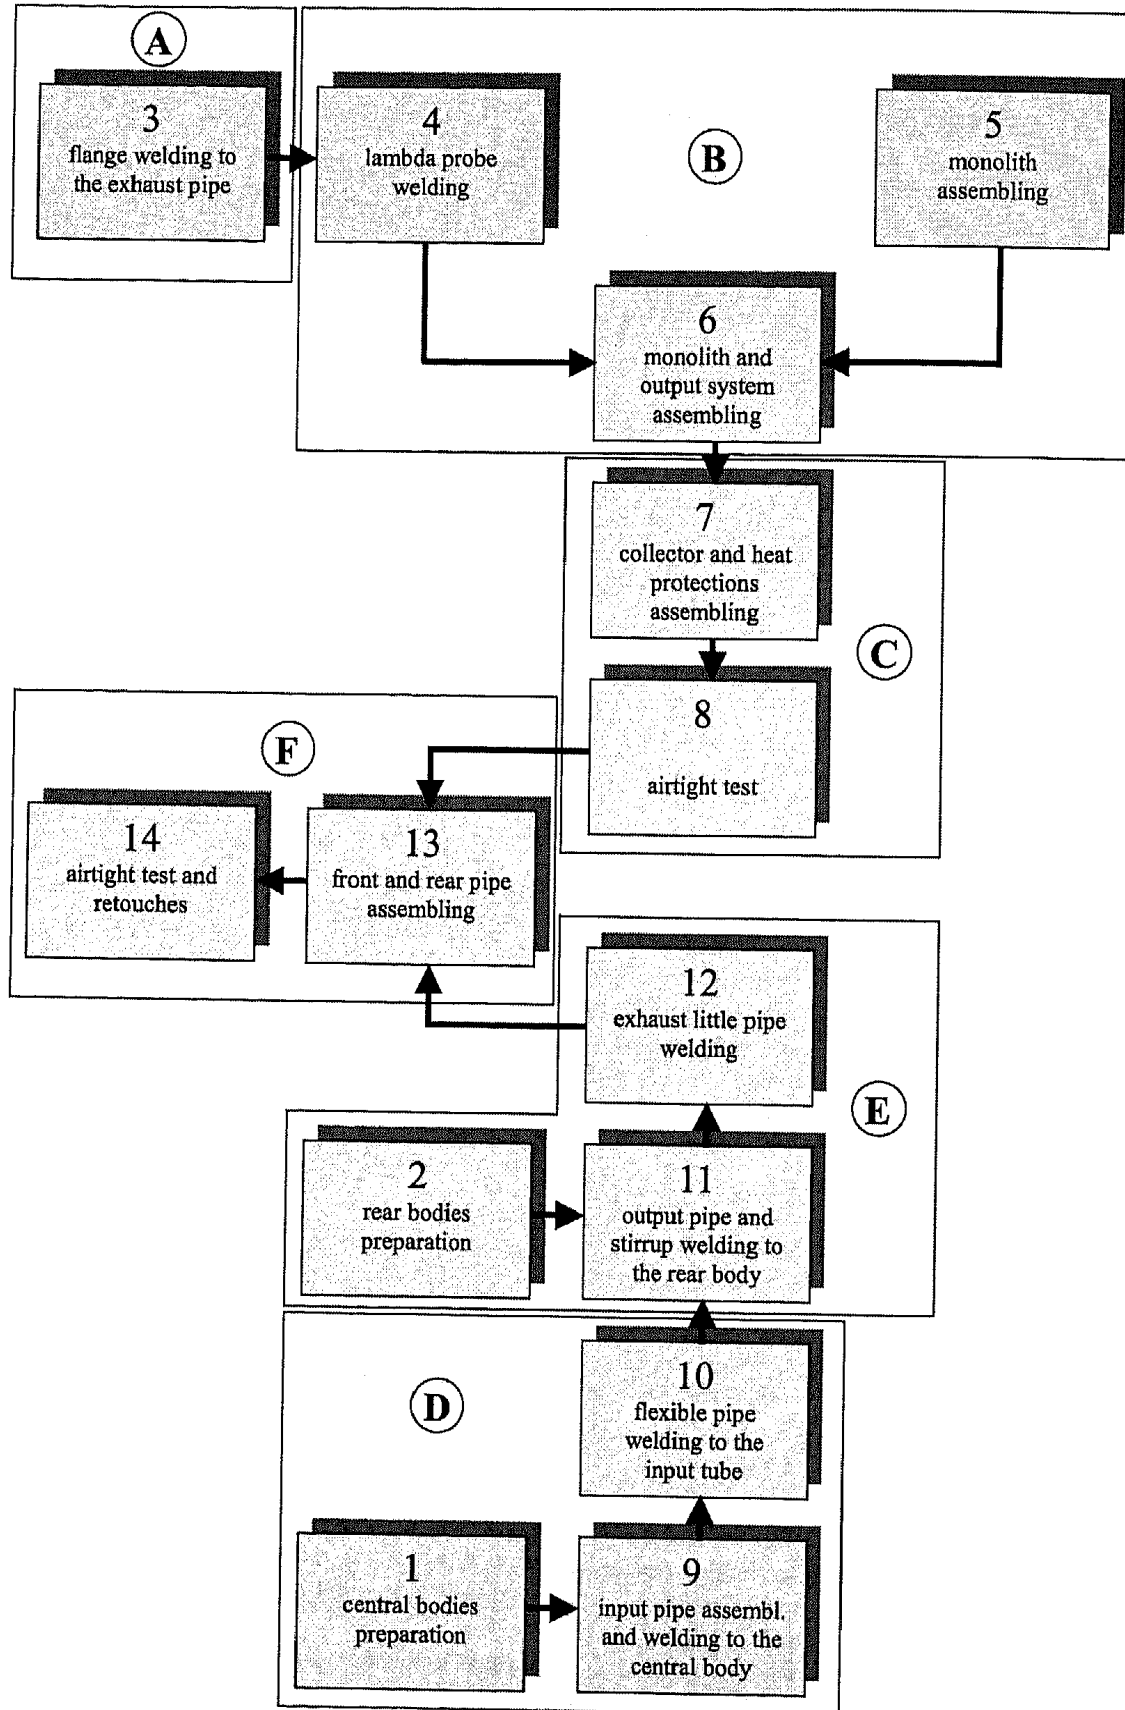 A
3
flange welding to
the exhaust pipe
4
lambda probe
welding
B
5
monolith
assembling
6
monolith and
output system
assembling
7
collector and heat
protections
assembling
C
8
airtight test
F
14
airtight test and
retouches
13
front and rear pipe
assembling
12
exhaust little pipe
welding
E
2
rear bodies
preparation
11
output pipe and
stirrup welding to
the rear body
D
10
flexible pipe
welding to the
input tube
1
central bodies
preparation
9
input pipe assembl.
and welding to the
central body